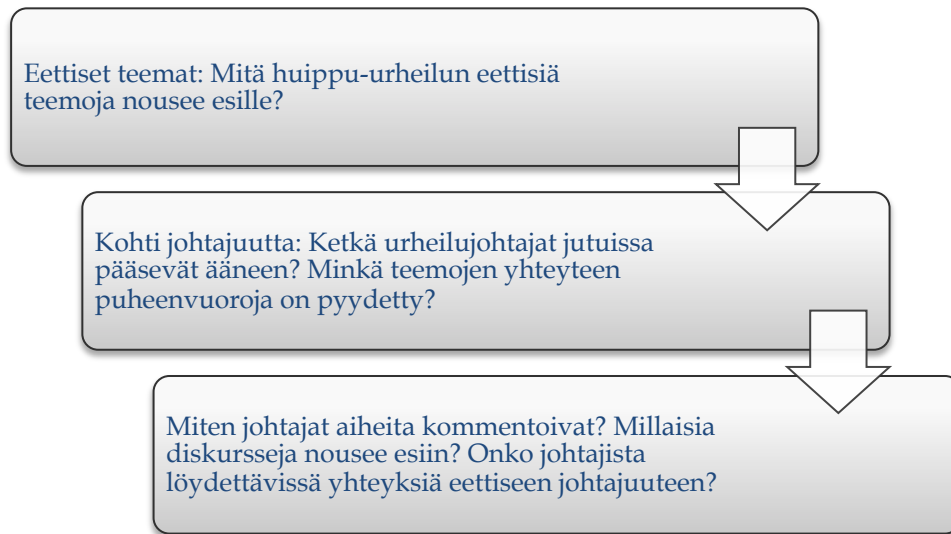 Eettiset teemat: Mitä huippu-urheilun eettisiä
teemoja nousee esille?
Kohti johtajuutta: Ketkä urheilujohtajat jutuissa
pääsevät ääneen? Minkä teemojen yhteyteen
puheenvuoroja on pyydetty?
Miten johtajat aiheita kommentoivat? Millaisia
diskursseja nousee esiin? Onko johtajista
löydettävissä yhteyksiä eettiseen johtajuuteen?